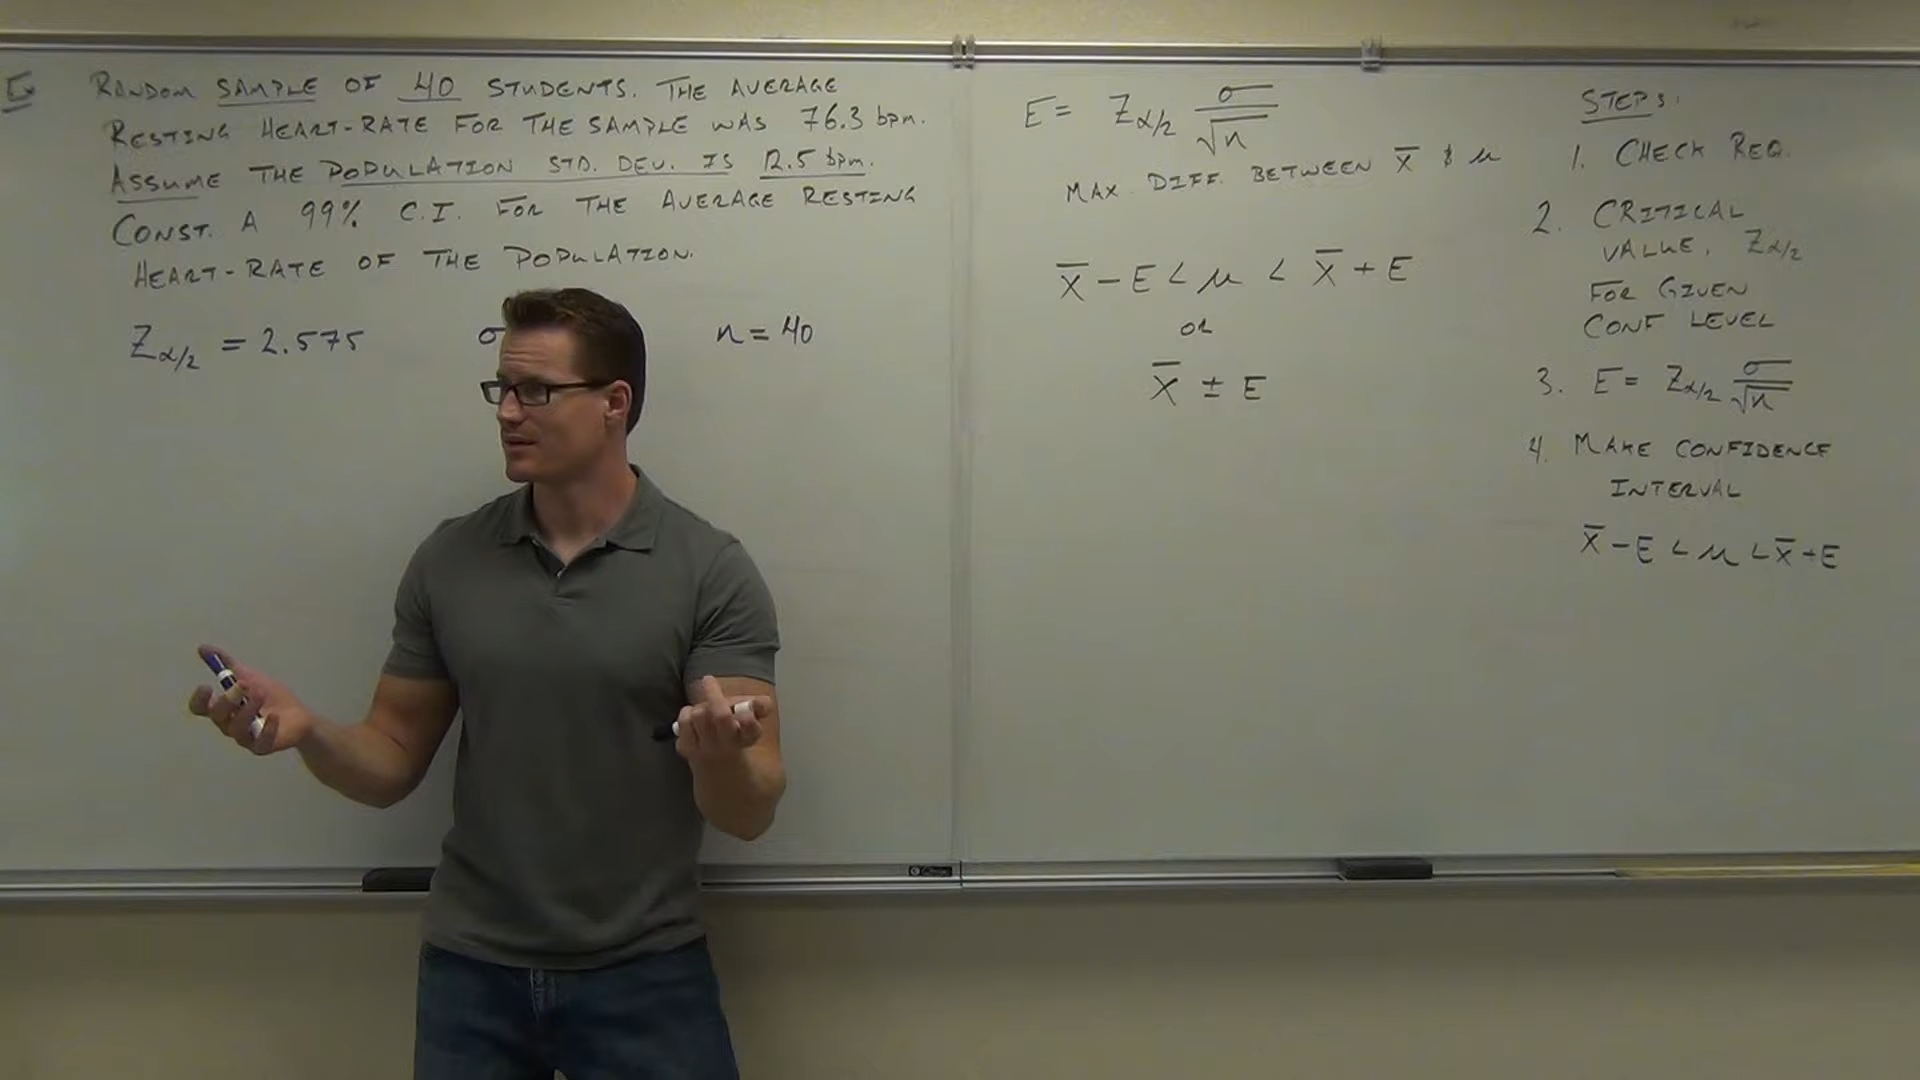 Ex RANDOM SAMPLE OF 40 STUDENTS. THE AVERAGE
RESTING HEART-RATE FOR THE SAMPLE WAS 76.3 bpm.
ASSUME THE POPULATION STD. DEV. IS 12.5 bpm.
CONST. A 99% C.I. FOR THE AVERAGE RESTING
HEART-RATE OF THE POPULATION.
Zα/2 = 2.575 σ n = 40
E = Zα/2 σ/√n
MAX. DIFF. BETWEEN x̄ & μ
x̄ - E < μ < x̄ + E
OR
x̄ ± E
STEPS:
1. CHECK REQ.
2. CRITICAL
VALUE, Zα/2
FOR GIVEN
CONF LEVEL
3. E = Zα/2 σ/√n
4. MAKE CONFIDENCE
INTERVAL
x̄ - E < μ < x̄ + E